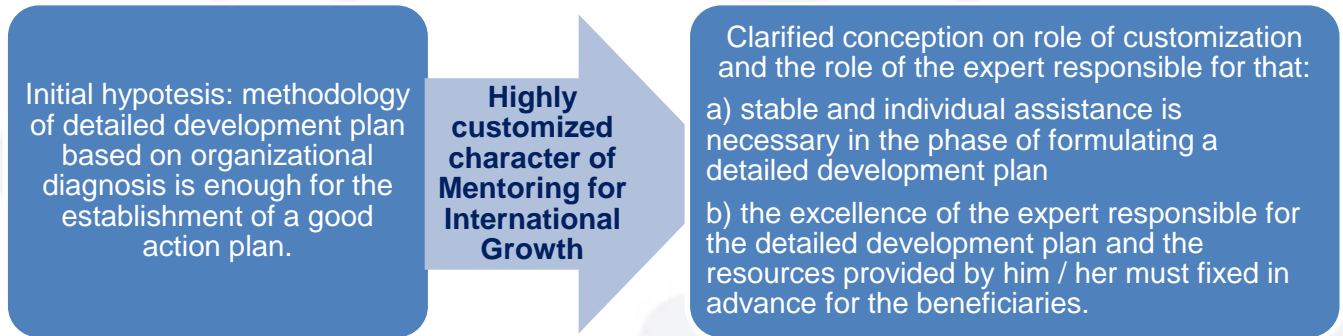 Initial hypotesis: methodology
of detailed development plan
based on organizational
diagnosis is enough for the
establishment of a good
action plan.
Highly
customized
character of
Mentoring for
International
Growth
Clarified conception on role of customization
and the role of the expert responsible for that:
a) stable and individual assistance is
necessary in the phase of formulating a
detailed development plan
b) the excellence of the expert responsible for
the detailed development plan and the
resources provided by him / her must fixed in
advance for the beneficiaries.